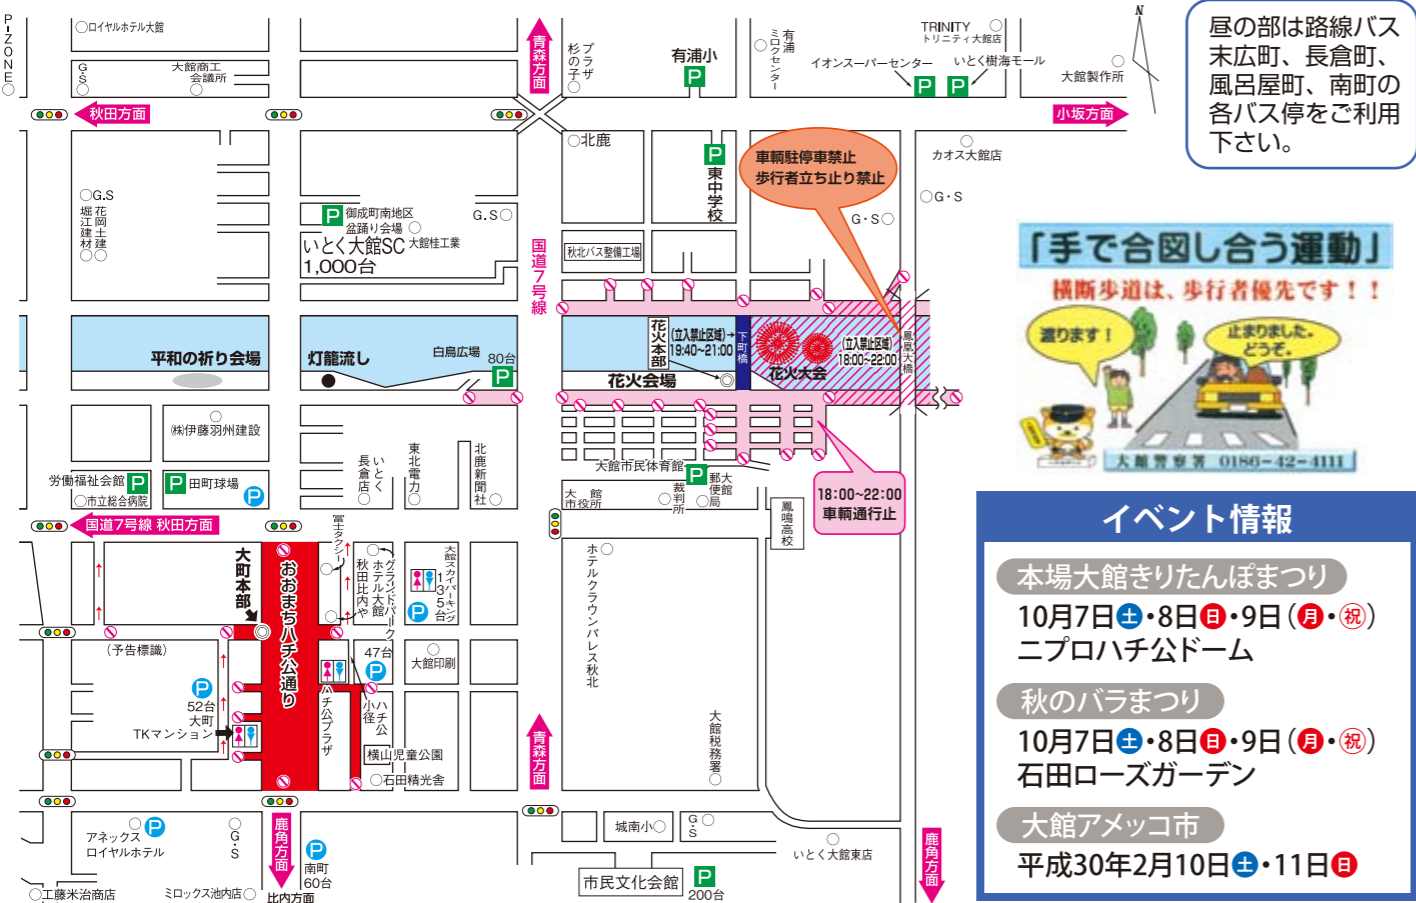 P-ZONE
ロイヤルホテル大館
G.S
大館商工
会議所
青森方面
プラザ
杉の子
有浦小
P
有浦
ミロクセンター
TRINITY
トリニティ大館店
イオンスーパーセンター
いとく樹海モール
P
P
大館製作所
N
昼の部は路線バス
末広町、長倉町、
風呂屋町、南町の
各バス停をご利用
下さい。
秋田方面
小坂方面
北鹿
P
東中学校
車輌駐停車禁止
歩行者立ち止り禁止
カオス大館店
G・S
G・S
G.S
花岡土建
堀江建材
P
御成町南地区
盆踊り会場
いとく大館SC
1,000台
大館桂工業
G.S
国道7号線
秋北バス整備工場
「手で合図し合う運動」
横断歩道は、歩行者優先です！！
渡ります！
止まりました。
どうぞ。
大館警察署 0186-42-4111
平和の祈り会場
灯籠流し
白鳥広場
80台
P
花火本部
(立入禁止区域)
19:40~21:00
下町橋
花火会場
花火大会
(立入禁止区域)
18:00~22:00
鳳凰大橋
㈱伊藤羽州建設
労働福祉会館
P
市立総合病院
P
田町球場
P
いとく
長倉店
東北電力
北鹿新聞社
大館市民体育館
P
大館
市役所
裁判所
大館
郵便局
鳳鳴高校
18:00~22:00
車輌通行止
国道7号線 秋田方面
大町本部
おおまちハチ公通り
富士タクシー
グランドパーク
ホテル大館
秋田比内や
大館スカイパーキング
135台
P
ホテルクラウンパレス秋北
(予告標識)
47台
P
大館印刷
P
52台
大町
TKマンション
ハチ公プラザ
ハチ公
小径
横山児童公園
石田精光舎
青森方面
大館税務署
アネックス
ロイヤルホテル
P
G・S
鹿角方面
P
南町
60台
比内方面
工藤米治商店
ミロックス池内店
城南小
G・S
市民文化会館
P
200台
いとく大館東店
鹿角方面
イベント情報
本場大館きりたんぽまつり
10月7日土・8日日・9日(月・祝)
ニプロハチ公ドーム
秋のバラまつり
10月7日土・8日日・9日(月・祝)
石田ローズガーデン
大館アメッコ市
平成30年2月10日土・11日日